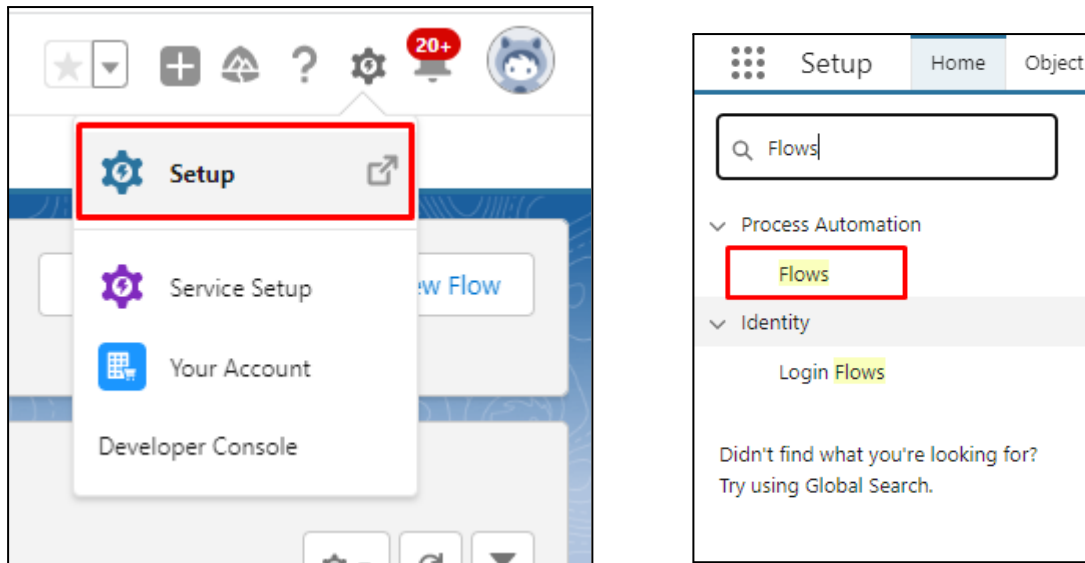 20+
Setup
Service Setup
ew Flow
Your Account
Developer Console
Setup
Home
Object
Flows
Process Automation
Flows
Identity
Login Flows
Didn't find what you're looking for?
Try using Global Search.